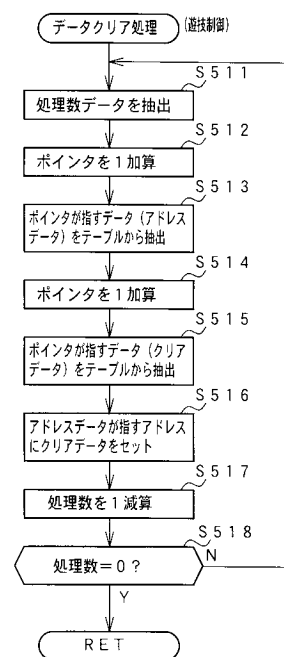 データクリア処理 (遊技制御)
S511
処理数データを抽出
S512
ポインタを1加算
S513
ポインタが指すデータ（アドレス
データ）をテーブルから抽出
S514
ポインタを1加算
S515
ポインタが指すデータ（クリア
データ）をテーブルから抽出
S516
アドレスデータが指すアドレス
にクリアデータをセット
S517
処理数を1減算
S518
処理数=0?
N
Y
RET